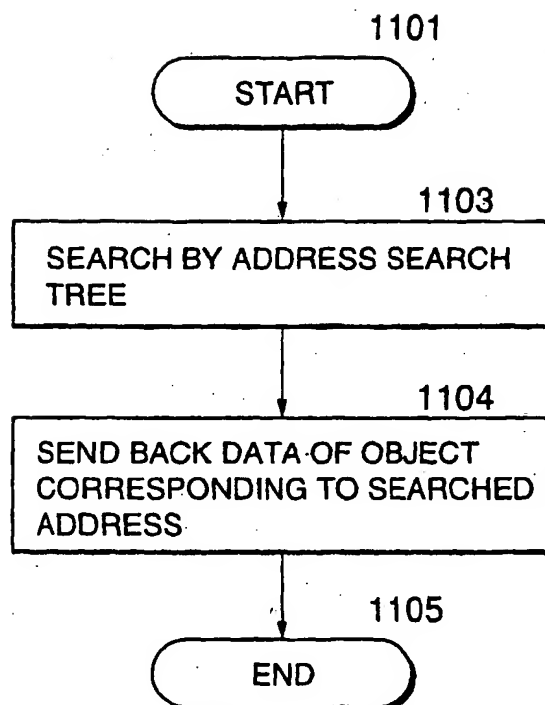 1101
START
1103
SEARCH BY ADDRESS SEARCH
TREE
1104
SEND BACK DATA OF OBJECT
CORRESPONDING TO SEARCHED
ADDRESS
1105
END